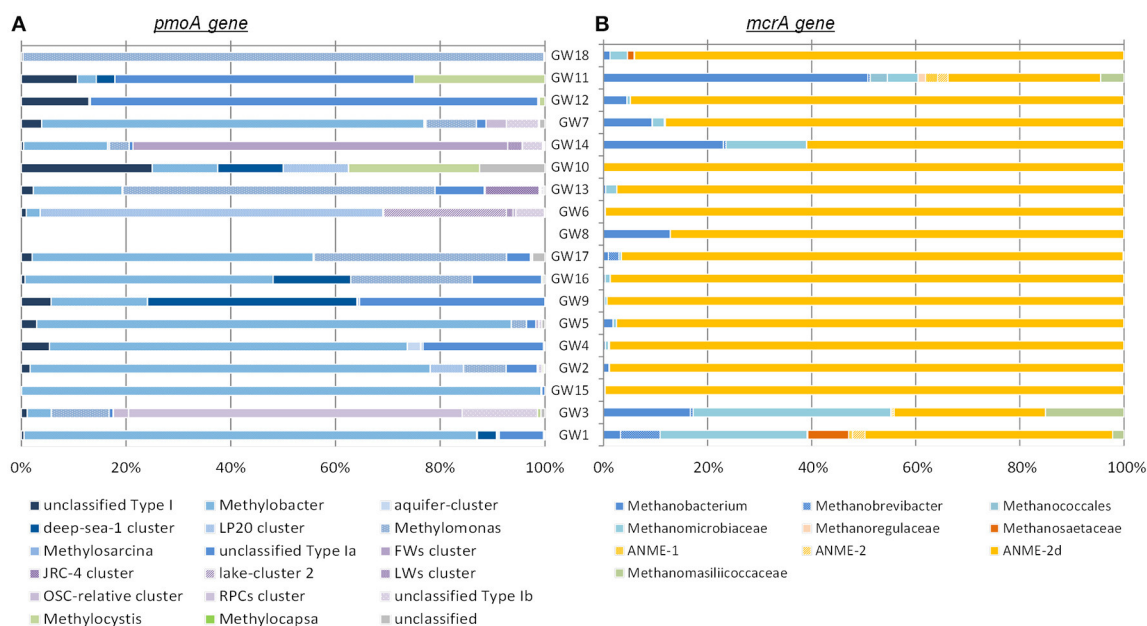 A pmoA gene
B mcrA gene
GW18
GW11
GW12
GW7
GW14
GW10
GW13
GW6
GW8
GW17
GW16
GW9
GW5
GW4
GW2
GW15
GW3
GW1
0% 20% 40% 60% 80% 100%
0% 20% 40% 60% 80% 100%
unclassified Type I Methylobacter aquifer-cluster
deep-sea-1 cluster LP20 cluster Methylomonas
Methylosarcina unclassified Type Ia FWs cluster
JRC-4 cluster lake-cluster 2 LWs cluster
OSC-relative cluster RPCs cluster unclassified Type Ib
Methylocystis Methylocapsa unclassified
Methanobacterium Methanobrevibacter Methanococcales
Methanomicrobiaceae Methanoregulaceae Methanosaetaceae
ANME-1 ANME-2 ANME-2d
Methanomasiliicoccaceae